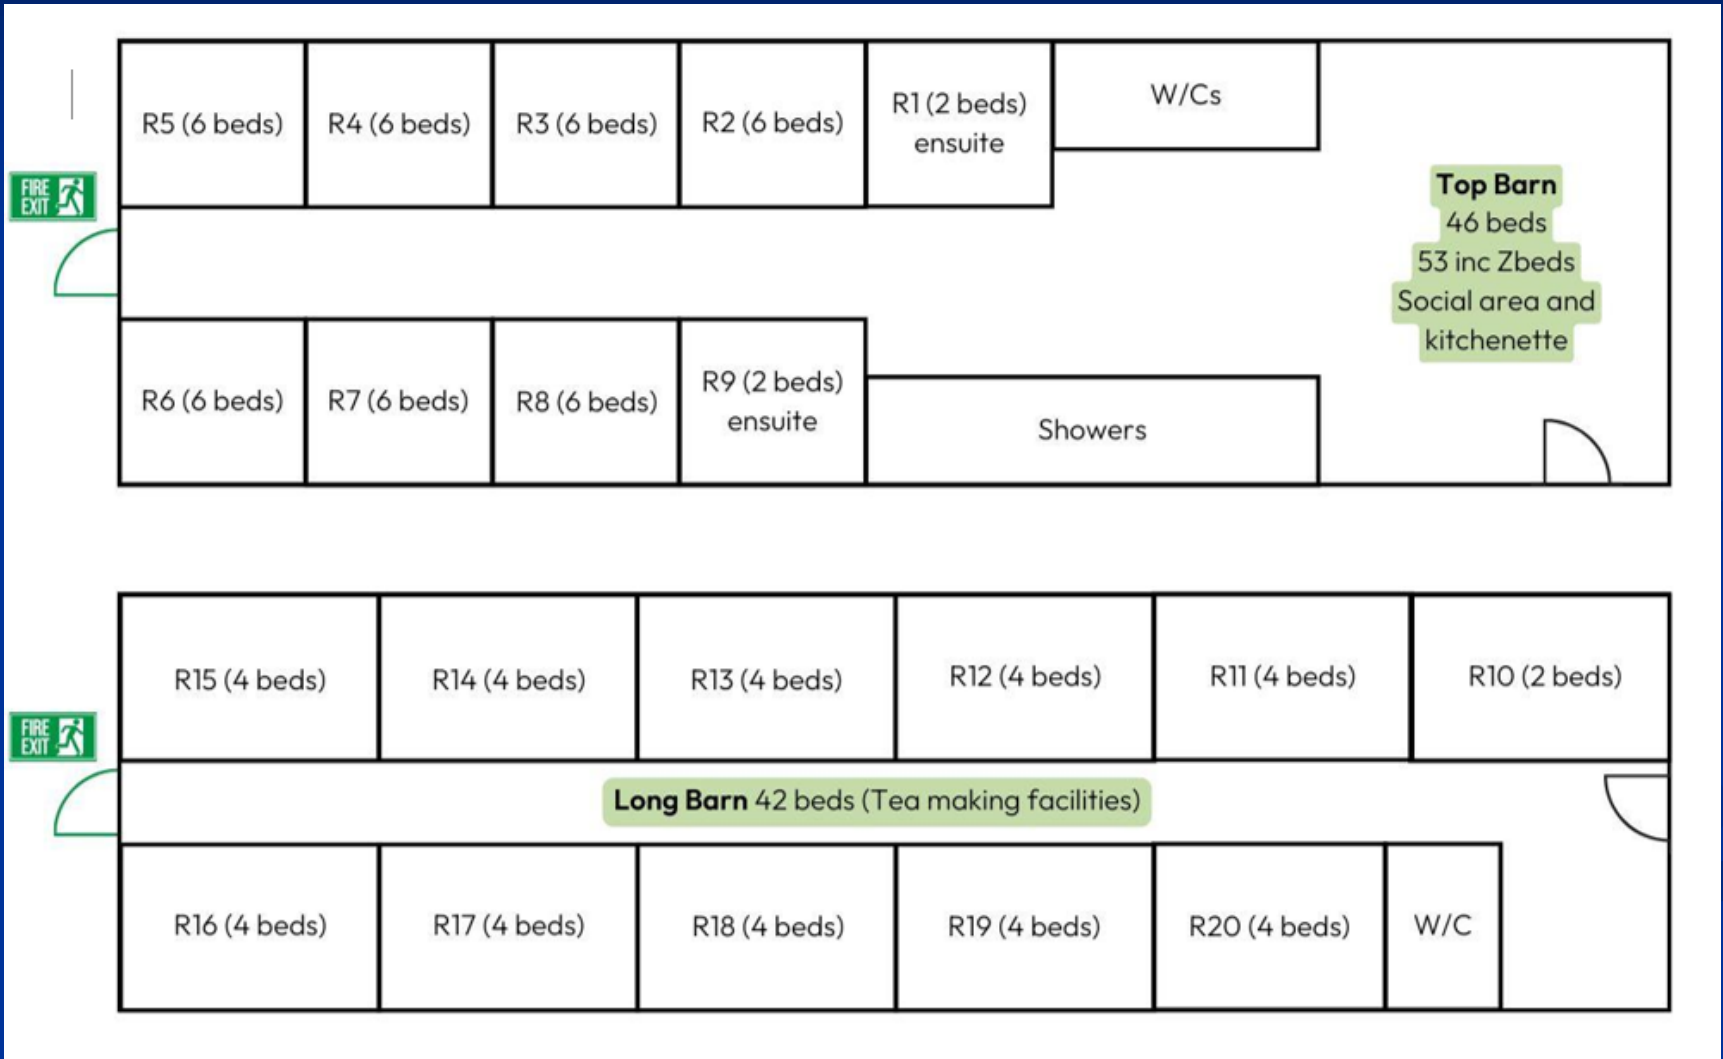 R5 (6 beds)
R4 (6 beds)
R3 (6 beds)
R2 (6 beds)
R1 (2 beds)
ensuite
W/Cs
FIRE
EXIT
Top Barn
46 beds
53 inc Zbeds
Social area and
kitchenette
R6 (6 beds)
R7 (6 beds)
R8 (6 beds)
R9 (2 beds)
ensuite
Showers
R15 (4 beds)
R14 (4 beds)
R13 (4 beds)
R12 (4 beds)
R11 (4 beds)
R10 (2 beds)
FIRE
EXIT
Long Barn 42 beds (Tea making facilities)
R16 (4 beds)
R17 (4 beds)
R18 (4 beds)
R19 (4 beds)
R20 (4 beds)
W/C